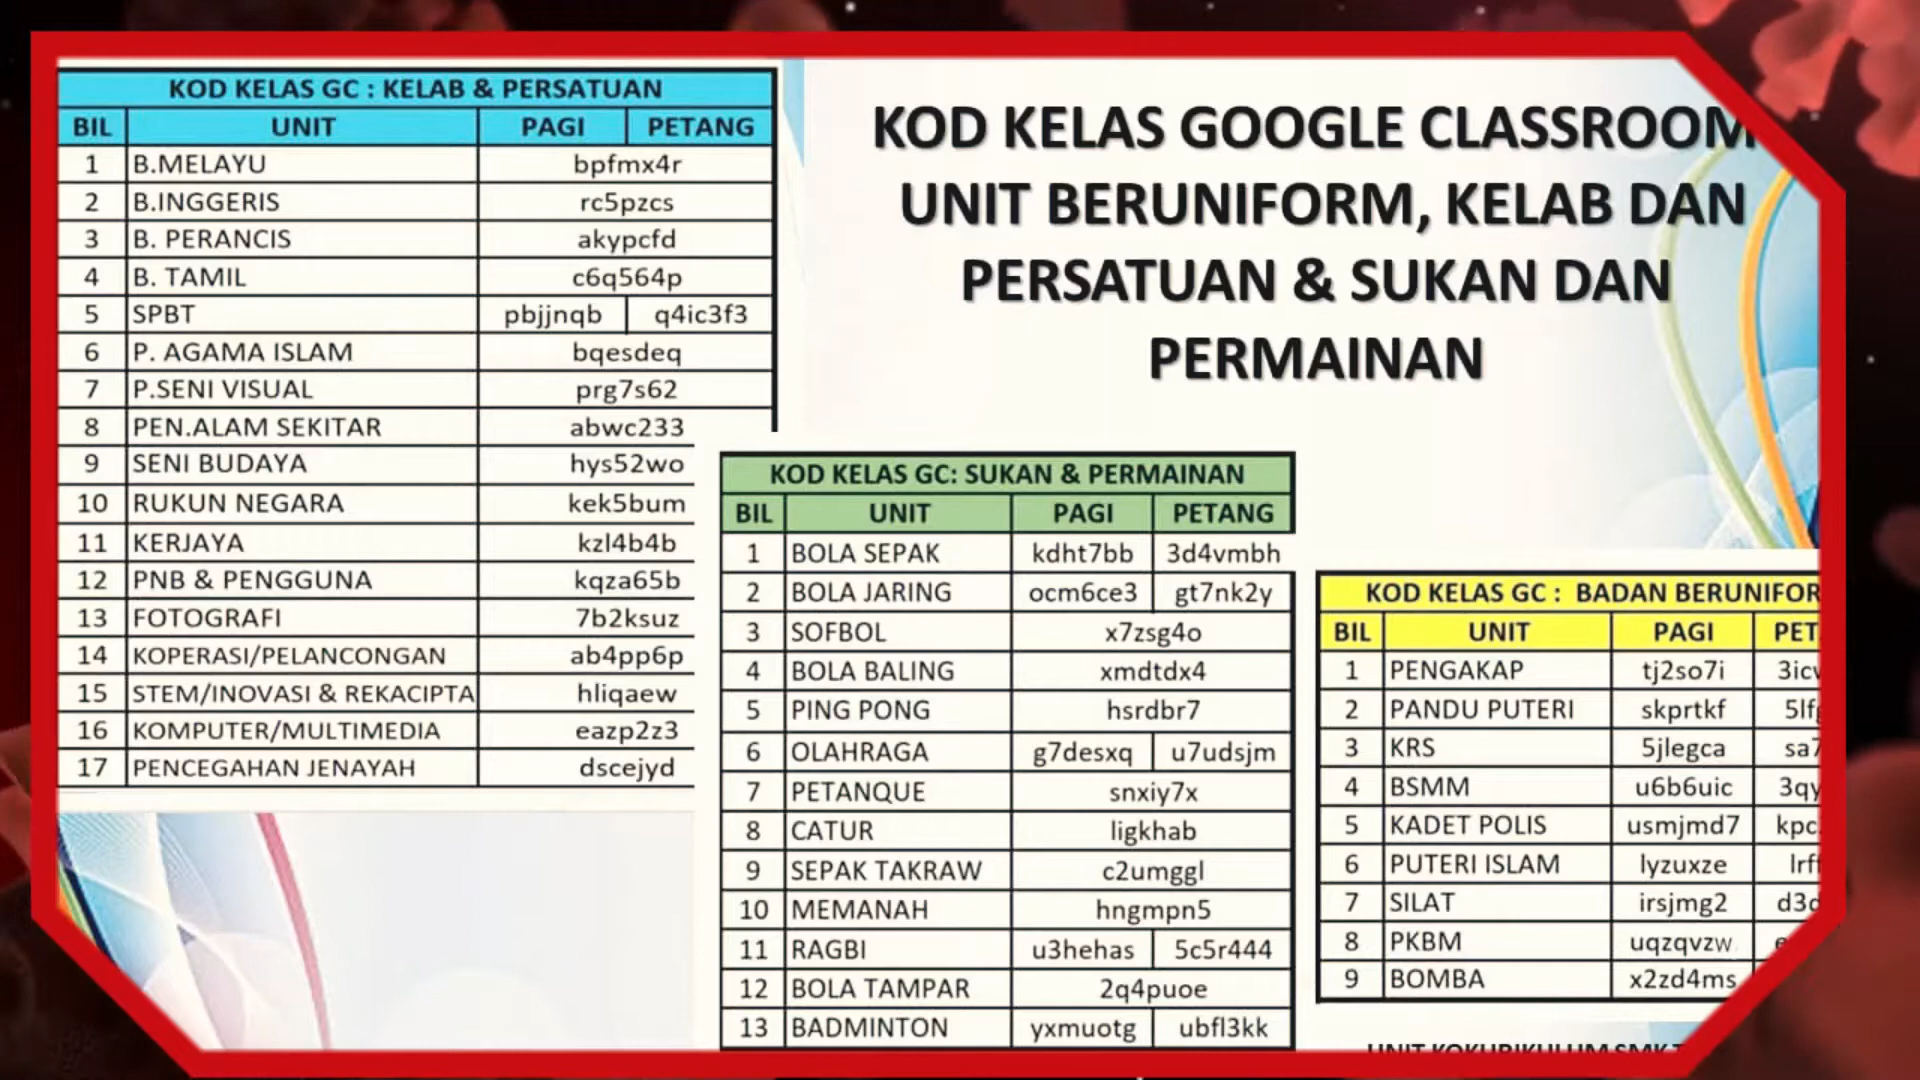 KOD KELAS GC : KELAB & PERSATUAN
BIL UNIT PAGI PETANG
1 B.MELAYU bpfmx4r
2 B.INGGERIS rc5pzcs
3 B. PERANCIS akypcfd
4 B. TAMIL c6q564p
5 SPBT pbjjnqb q4ic3f3
6 P. AGAMA ISLAM bqesdeq
7 P.SENI VISUAL prg7s62
8 PEN.ALAM SEKITAR abwc233
9 SENI BUDAYA hys52wo
10 RUKUN NEGARA kek5bum
11 KERJAYA kzl4b4b
12 PNB & PENGGUNA kqza65b
13 FOTOGRAFI 7b2ksuz
14 KOPERASI/PELANCONGAN ab4pp6p
15 STEM/INOVASI & REKACIPTA hliqaew
16 KOMPUTER/MULTIMEDIA eazp2z3
17 PENCEGAHAN JENAYAH dscejyd
KOD KELAS GOOGLE CLASSROOM
UNIT BERUNIFORM, KELAB DAN
PERSATUAN & SUKAN DAN
PERMAINAN
KOD KELAS GC: SUKAN & PERMAINAN
BIL UNIT PAGI PETANG
1 BOLA SEPAK kdht7bb 3d4vmbh
2 BOLA JARING ocm6ce3 gt7nk2y
3 SOFBOL x7zsg4o
4 BOLA BALING xmdtdx4
5 PING PONG hsrdbr7
6 OLAHRAGA g7desxq u7udsjm
7 PETANQUE snxiy7x
8 CATUR ligkhab
9 SEPAK TAKRAW c2umggl
10 MEMANAH hngmpn5
11 RAGBI u3hehas 5c5r444
12 BOLA TAMPAR 2q4puoe
13 BADMINTON yxmuotg ubfl3kk
KOD KELAS GC : BADAN BERUNIFOR
BIL UNIT PAGI PET
1 PENGAKAP tj2so7i
2 PANDU PUTERI skprtkf
3 KRS 5jlegca
4 BSMM u6b6uic
5 KADET POLIS usmjmd7
6 PUTERI ISLAM lyzuxze
7 SILAT irsjmg2
8 PKBM uqzqvzw
9 BOMBA x2zd4ms
UNIT KOKURIKULUM SMK